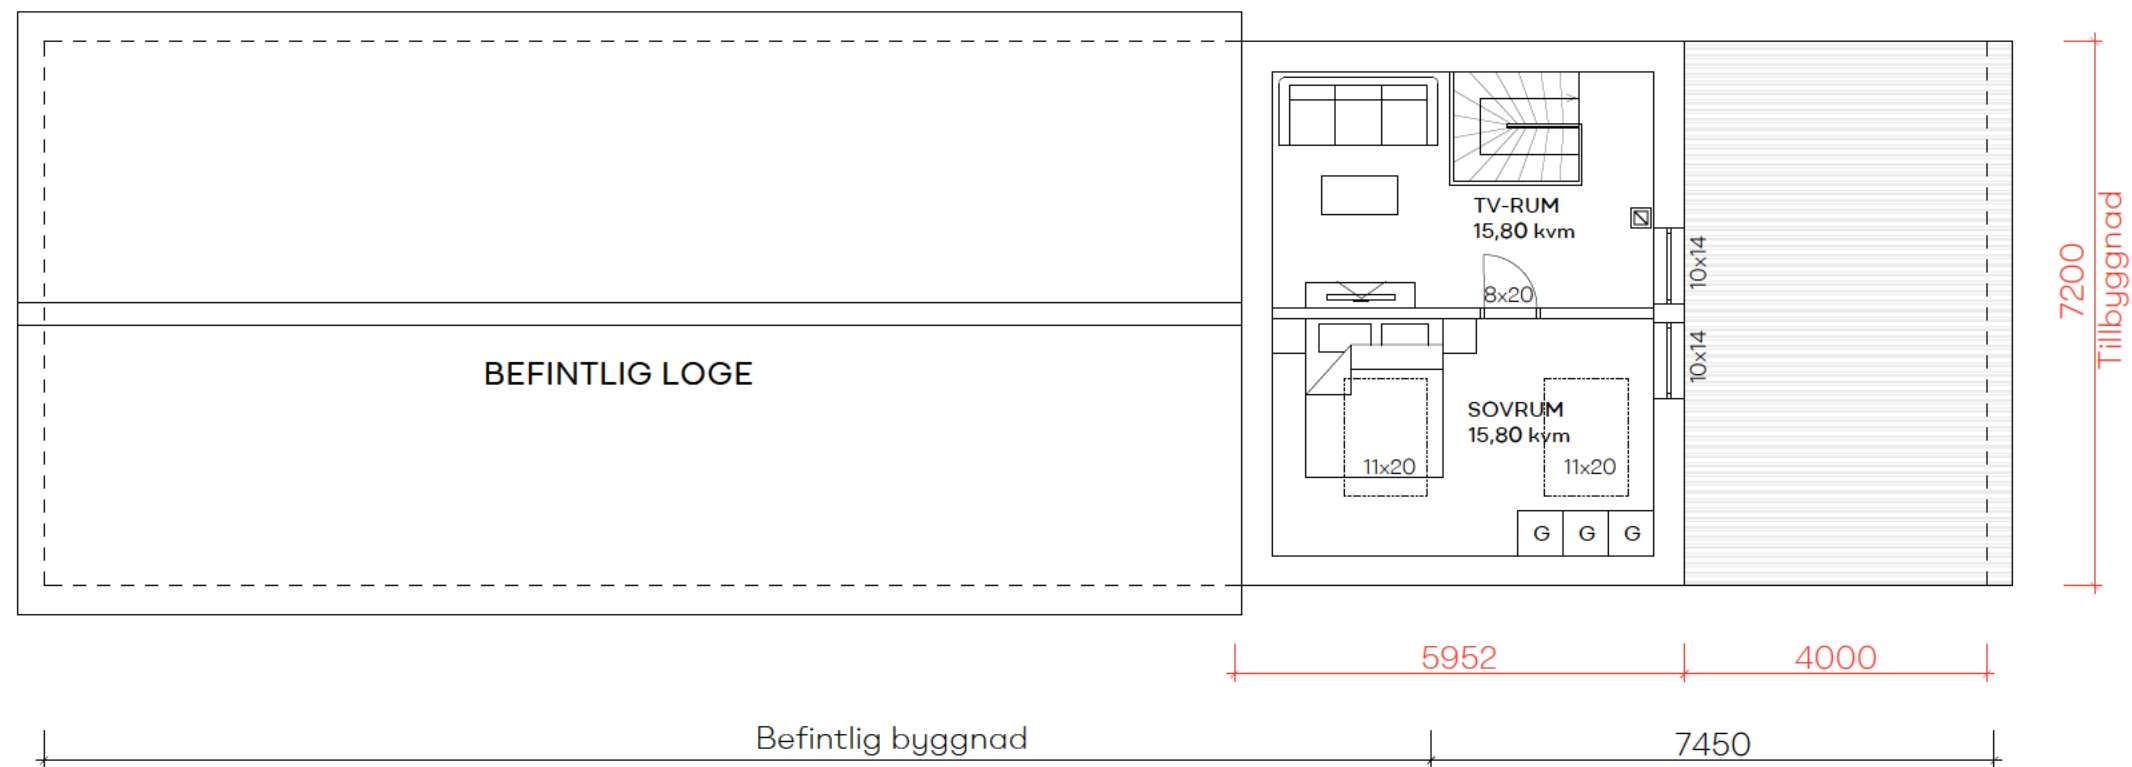 TV-RUM
15,80 kvm
10x14
8x20
10x14
7200
Tillbyggnad
BEFINTLIG LOGE
SOVRUM
15,80 kvm
11x20
11x20
G
G
G
5952
4000
Befintlig byggnad
7450